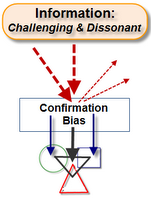 Information:
Challenging & Dissonant
Confirmation
Bias